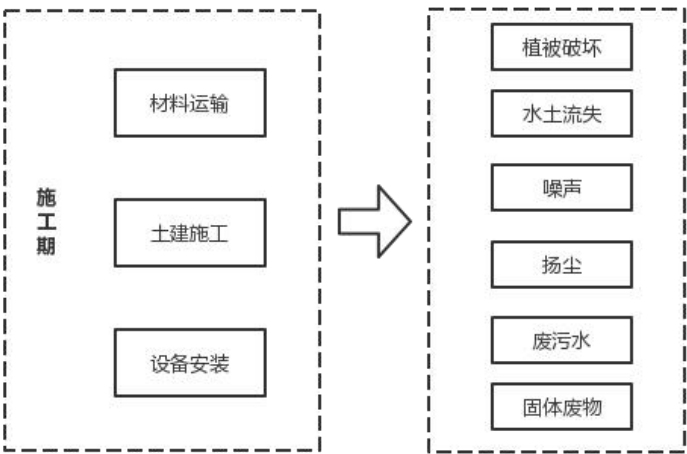 施工期
材料运输
土建施工
设备安装
植被破坏
水土流失
噪声
扬尘
废污水
固体废物